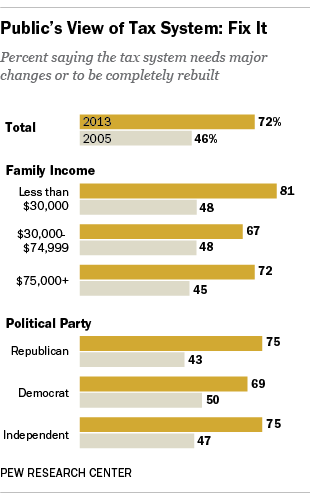 Public's View of Tax System: Fix It
Percent saying the tax system needs major
changes or to be completely rebuilt
Total
2013 72%
2005 46%
Family Income
Less than
$30,000
81
48
$30,000-
$74,999
67
48
$75,000+
72
45
Political Party
Republican
75
43
Democrat
69
50
Independent
75
47
PEW RESEARCH CENTER